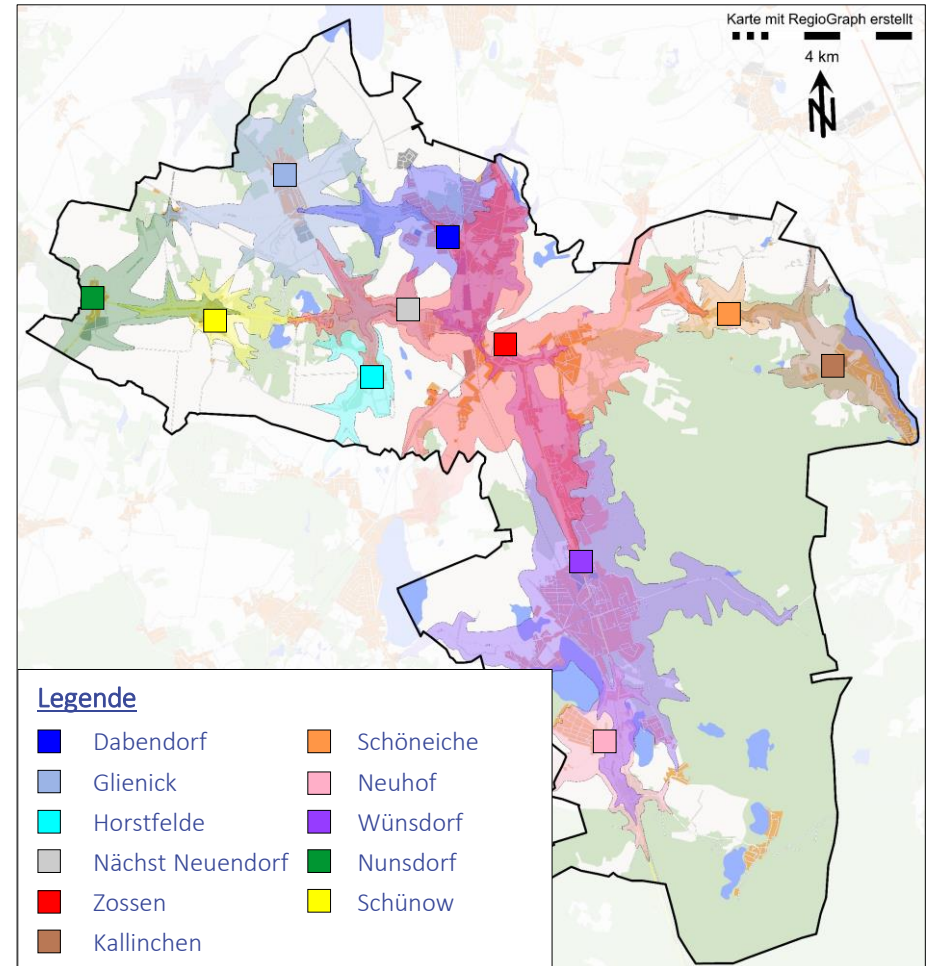 Karte mit RegioGraph erstellt
4 km
N
Legende
Dabendorf
Glienick
Horstfelde
Nächst Neuendorf
Zossen
Kallinchen
Schöneiche
Neuhof
Wünsdorf
Nunsdorf
Schünow